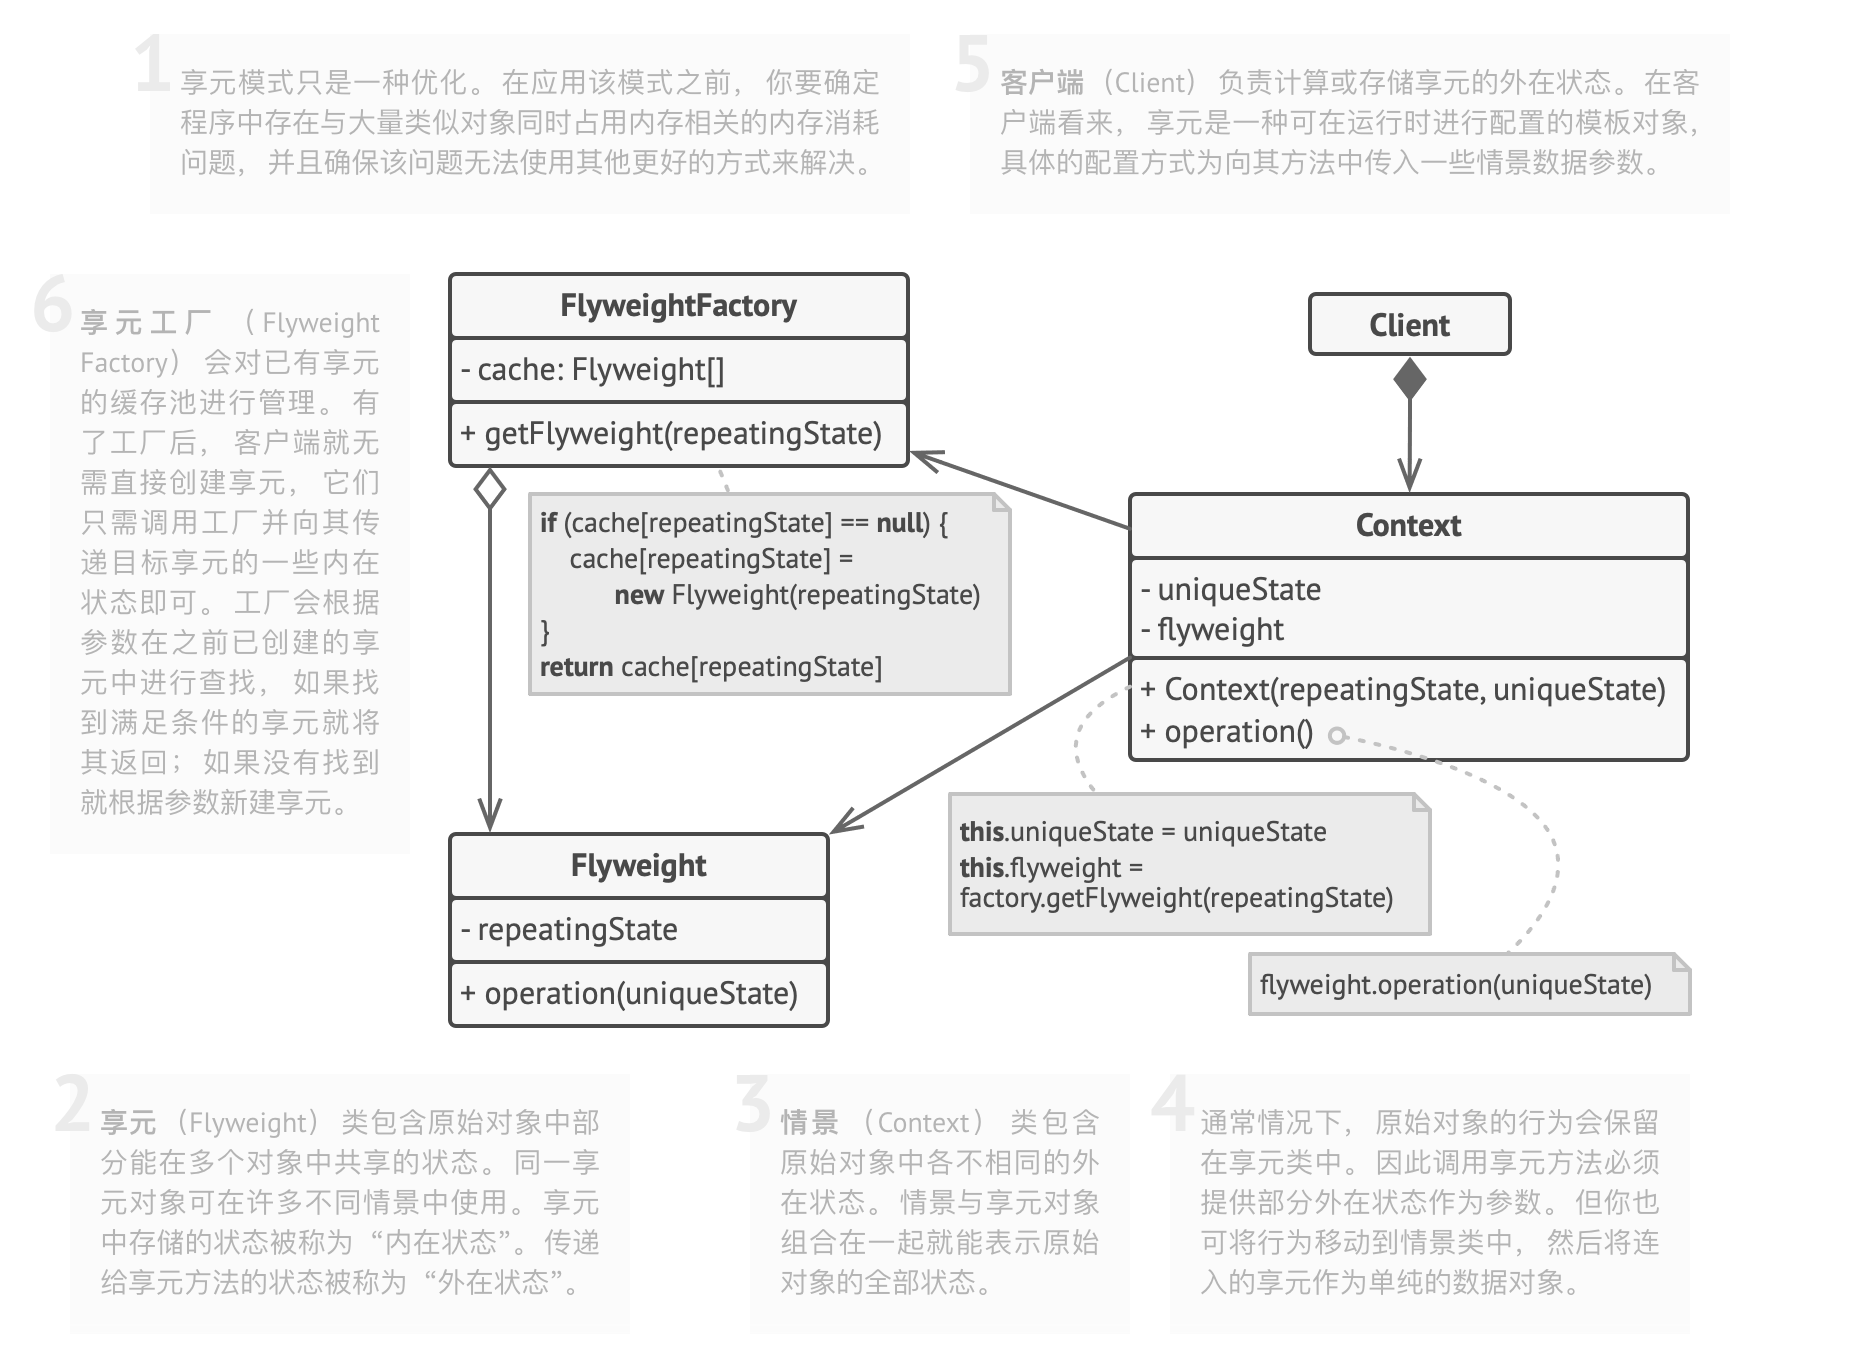 1
享元模式只是一种优化。在应用该模式之前， 你要确定
程序中存在与大量类似对象同时占用内存相关的内存消耗
问题， 并且确保该问题无法使用其他更好的方式来解决。
5
客户端 （Client） 负责计算或存储享元的外在状态。在客
户端看来， 享元是一种可在运行时进行配置的模板对象，
具体的配置方式为向其方法中传入一些情景数据参数。
6
享元工厂 （Flyweight
Factory） 会对已有享元
的缓存池进行管理。 有
了工厂后， 客户端就无
需直接创建享元， 它们
只需调用工厂并向其传
递目标享元的一些内在
状态即可。 工厂会根据
参数在之前已创建的享
元中进行查找， 如果找
到满足条件的享元就将
其返回； 如果没有找到
就根据参数新建享元。
FlyweightFactory
- cache: Flyweight[]
+ getFlyweight(repeatingState)
if (cache[repeatingState] == null) {
cache[repeatingState] =
new Flyweight(repeatingState)
}
return cache[repeatingState]
Client
Context
- uniqueState
- flyweight
+ Context(repeatingState, uniqueState)
+ operation()
this.uniqueState = uniqueState
this.flyweight =
factory.getFlyweight(repeatingState)
flyweight.operation(uniqueState)
Flyweight
- repeatingState
+ operation(uniqueState)
2
享元 （Flyweight） 类包含原始对象中部
分能在多个对象中共享的状态。 同一享
元对象可在许多不同情景中使用。 享元
中存储的状态被称为 “内在状态”。 传递
给享元方法的状态被称为 “外在状态”。
3
情景 （Context） 类包含
原始对象中各不相同的外
在状态。 情景与享元对象
组合在一起就能表示原始
对象的全部状态。
4
通常情况下， 原始对象的行为会保留
在享元类中。 因此调用享元方法必须
提供部分外在状态作为参数。 但你也
可将行为移动到情景类中， 然后将连
入的享元作为单纯的数据对象。